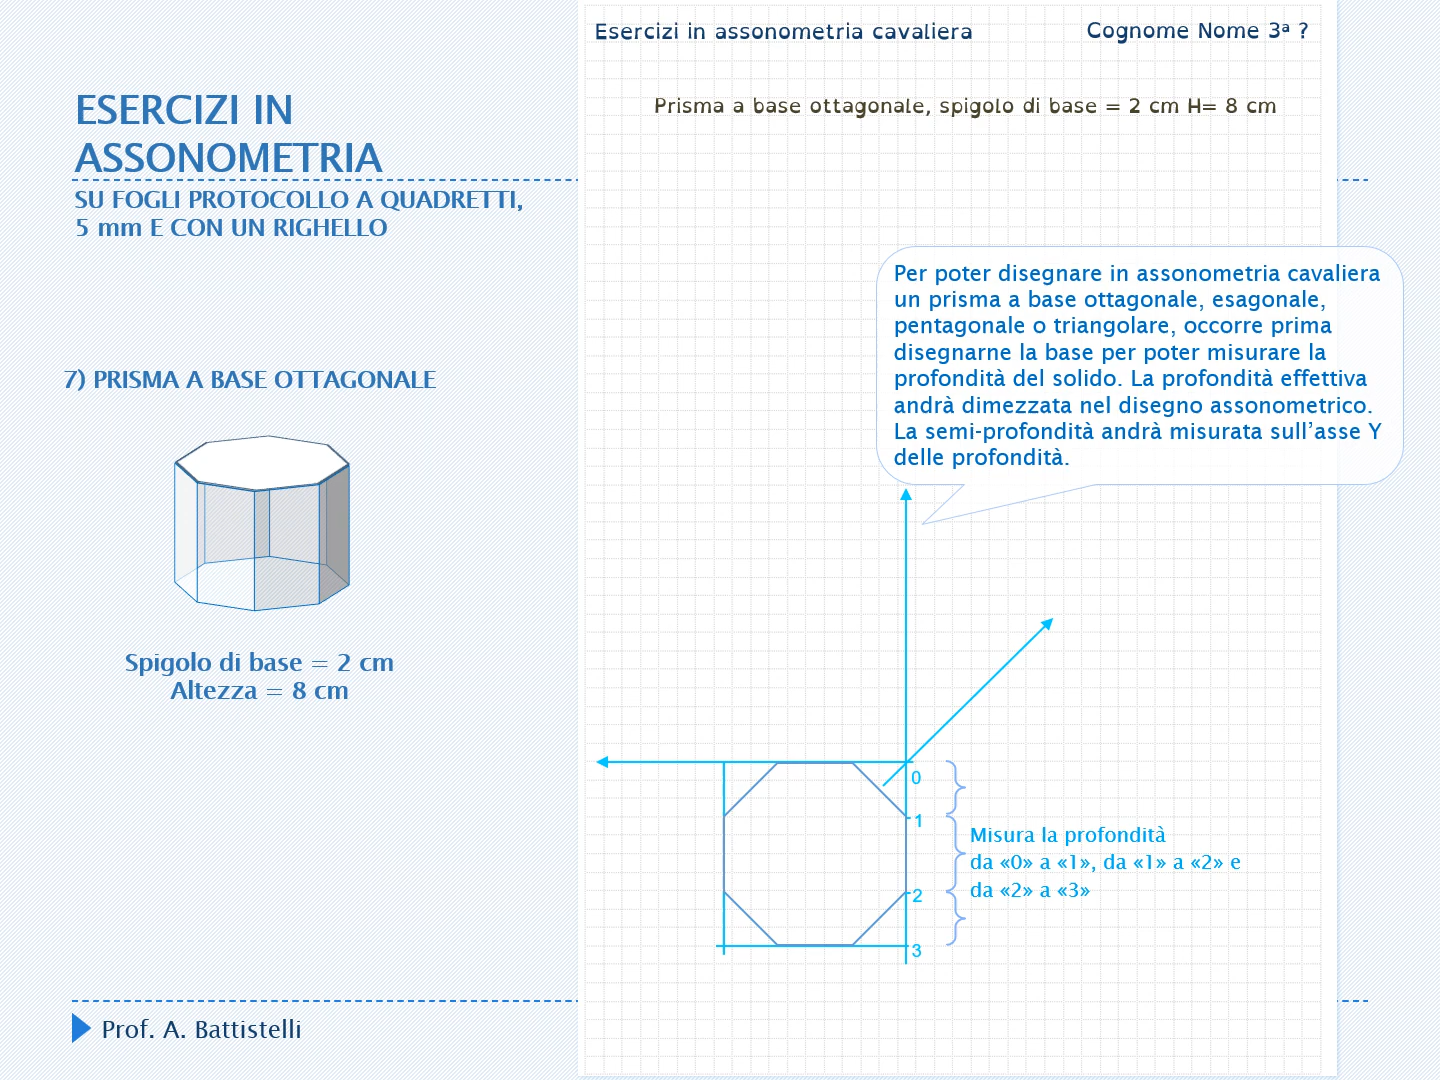 ESERCIZI IN
ASSONOMETRIA
SU FOGLI PROTOCOLLO A QUADRETTI,
5 mm E CON UN RIGHELLO
7) PRISMA A BASE OTTAGONALE
Spigolo di base = 2 cm
Altezza = 8 cm
Prof. A. Battistelli
Esercizi in assonometria cavaliera
Cognome Nome 3ª ?
Prisma a base ottagonale, spigolo di base = 2 cm H= 8 cm
Per poter disegnare in assonometria cavaliera
un prisma a base ottagonale, esagonale,
pentagonale o triangolare, occorre prima
disegnarne la base per poter misurare la
profondità del solido. La profondità effettiva
andrà dimezzata nel disegno assonometrico.
La semi-profondità andrà misurata sull’asse Y
delle profondità.
0
1
2
3
Misura la profondità
da «0» a «1», da «1» a «2» e
da «2» a «3»